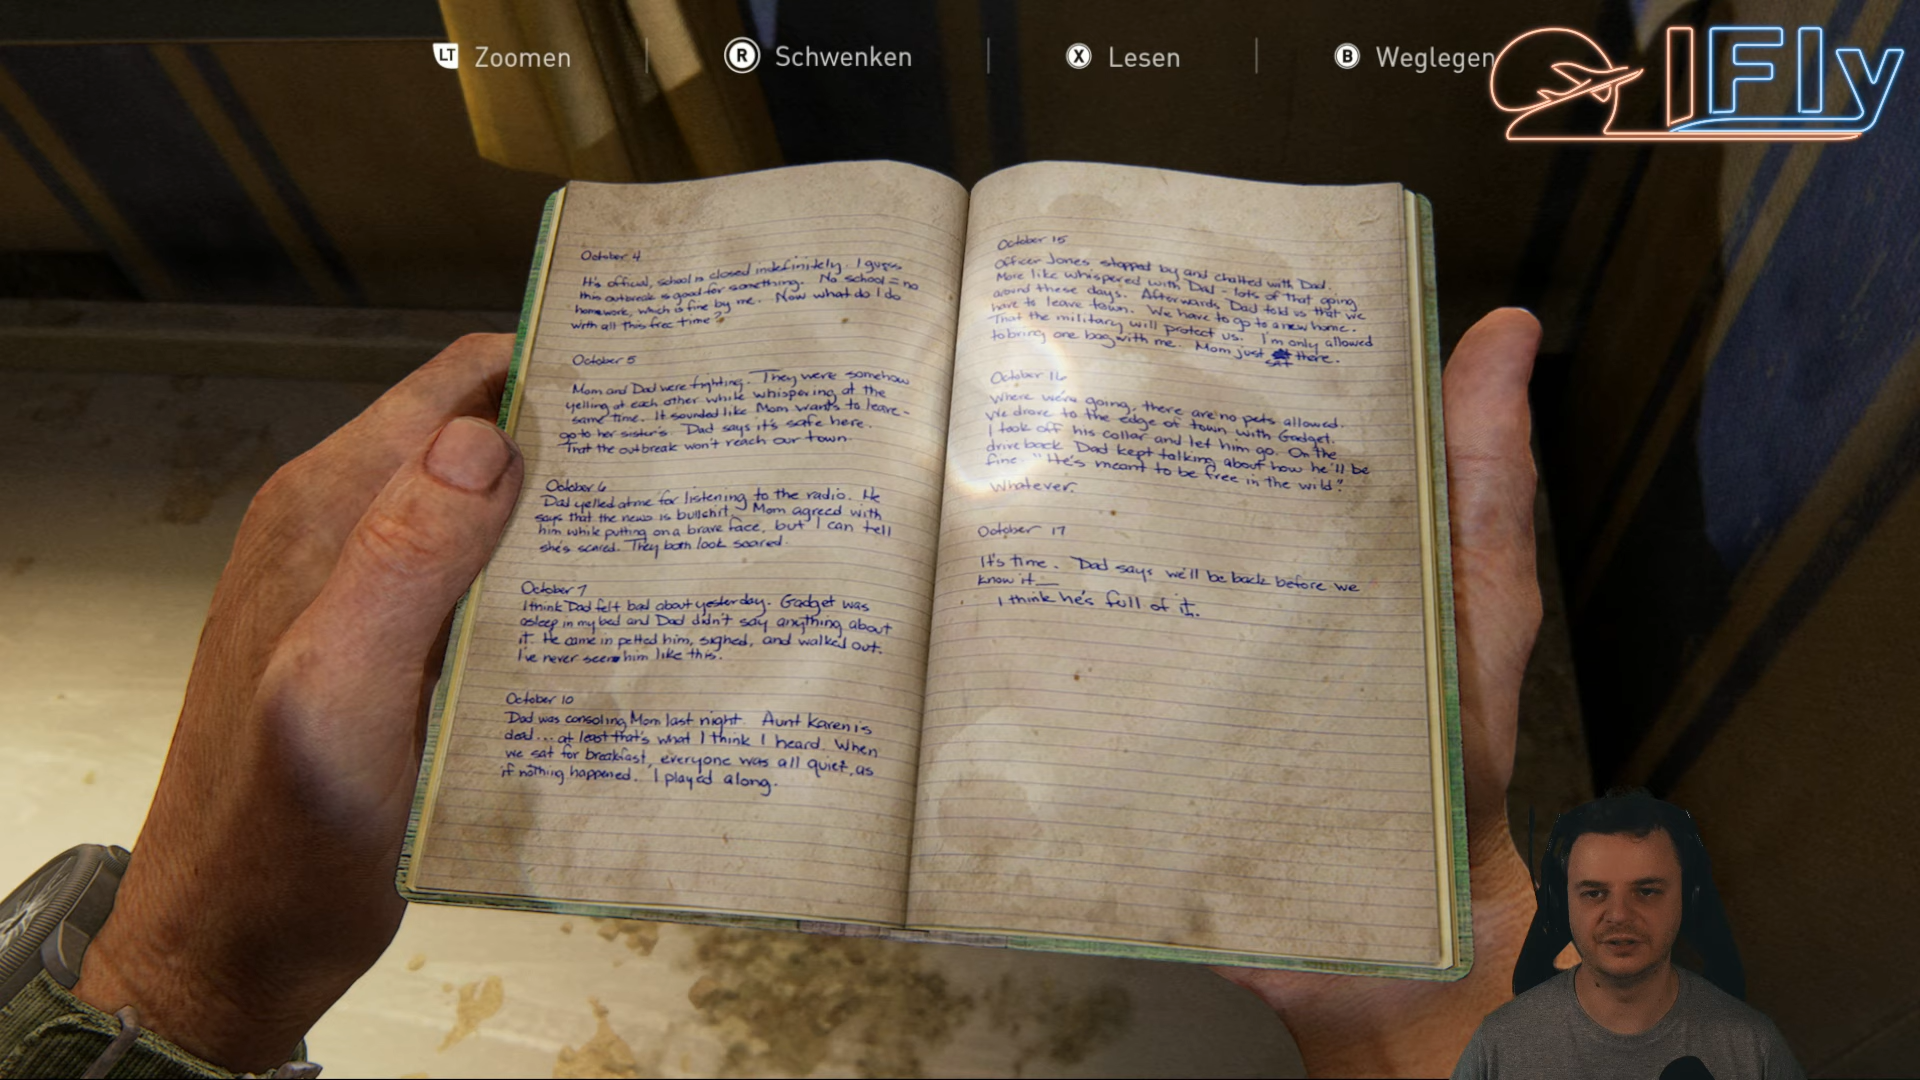 LT Zoomen
R Schwenken
X Lesen
B Weglegen
IFly
October 4
It's official, school is closed indefinitely. I guess
this outbreak is good for something. No school = no
homework, which is fine by me. Now what do I do
with all this free time?
October 5
Mom and Dad were fighting. They were somehow
yelling at each other while whispering at the
same time. It sounded like Mom wants to leave -
go to her sister's. Dad says it's safe here.
That the outbreak won't reach our town.
October 6
Dad yelled at me for listening to the radio. He
says that the news is bullshit. Mom agreed with
him while putting on a brave face, but I can tell
she's scared. They both look scared.
October 7
I think Dad felt bad about yesterday. Gadget was
asleep in my bed and Dad didn't say anything about
it. He came in petted him, sighed, and walked out.
I've never seen him like this.
October 10
Dad was consoling Mom last night. Aunt Karen is
dead... at least that's what I think I heard. When
we sat for breakfast, everyone was all quiet, as
if nothing happened. I played along.
October 15
Officer Jones stopped by and chatted with Dad.
More like whispered with Dad - lots of that going
around these days. Afterwards Dad told us that we
have to leave town. We have to go to a new home.
That the military will protect us. I'm only allowed
to bring one bag with me. Mom just sat there.
October 16
Where we're going, there are no pets allowed.
We drove to the edge of town with Gadget.
I took off his collar and let him go. On the
drive back Dad kept talking about how he'll be
fine. "He's meant to be free in the wild".
Whatever.
October 17
It's time. Dad says we'll be back before we
know it
I think he's full of it.